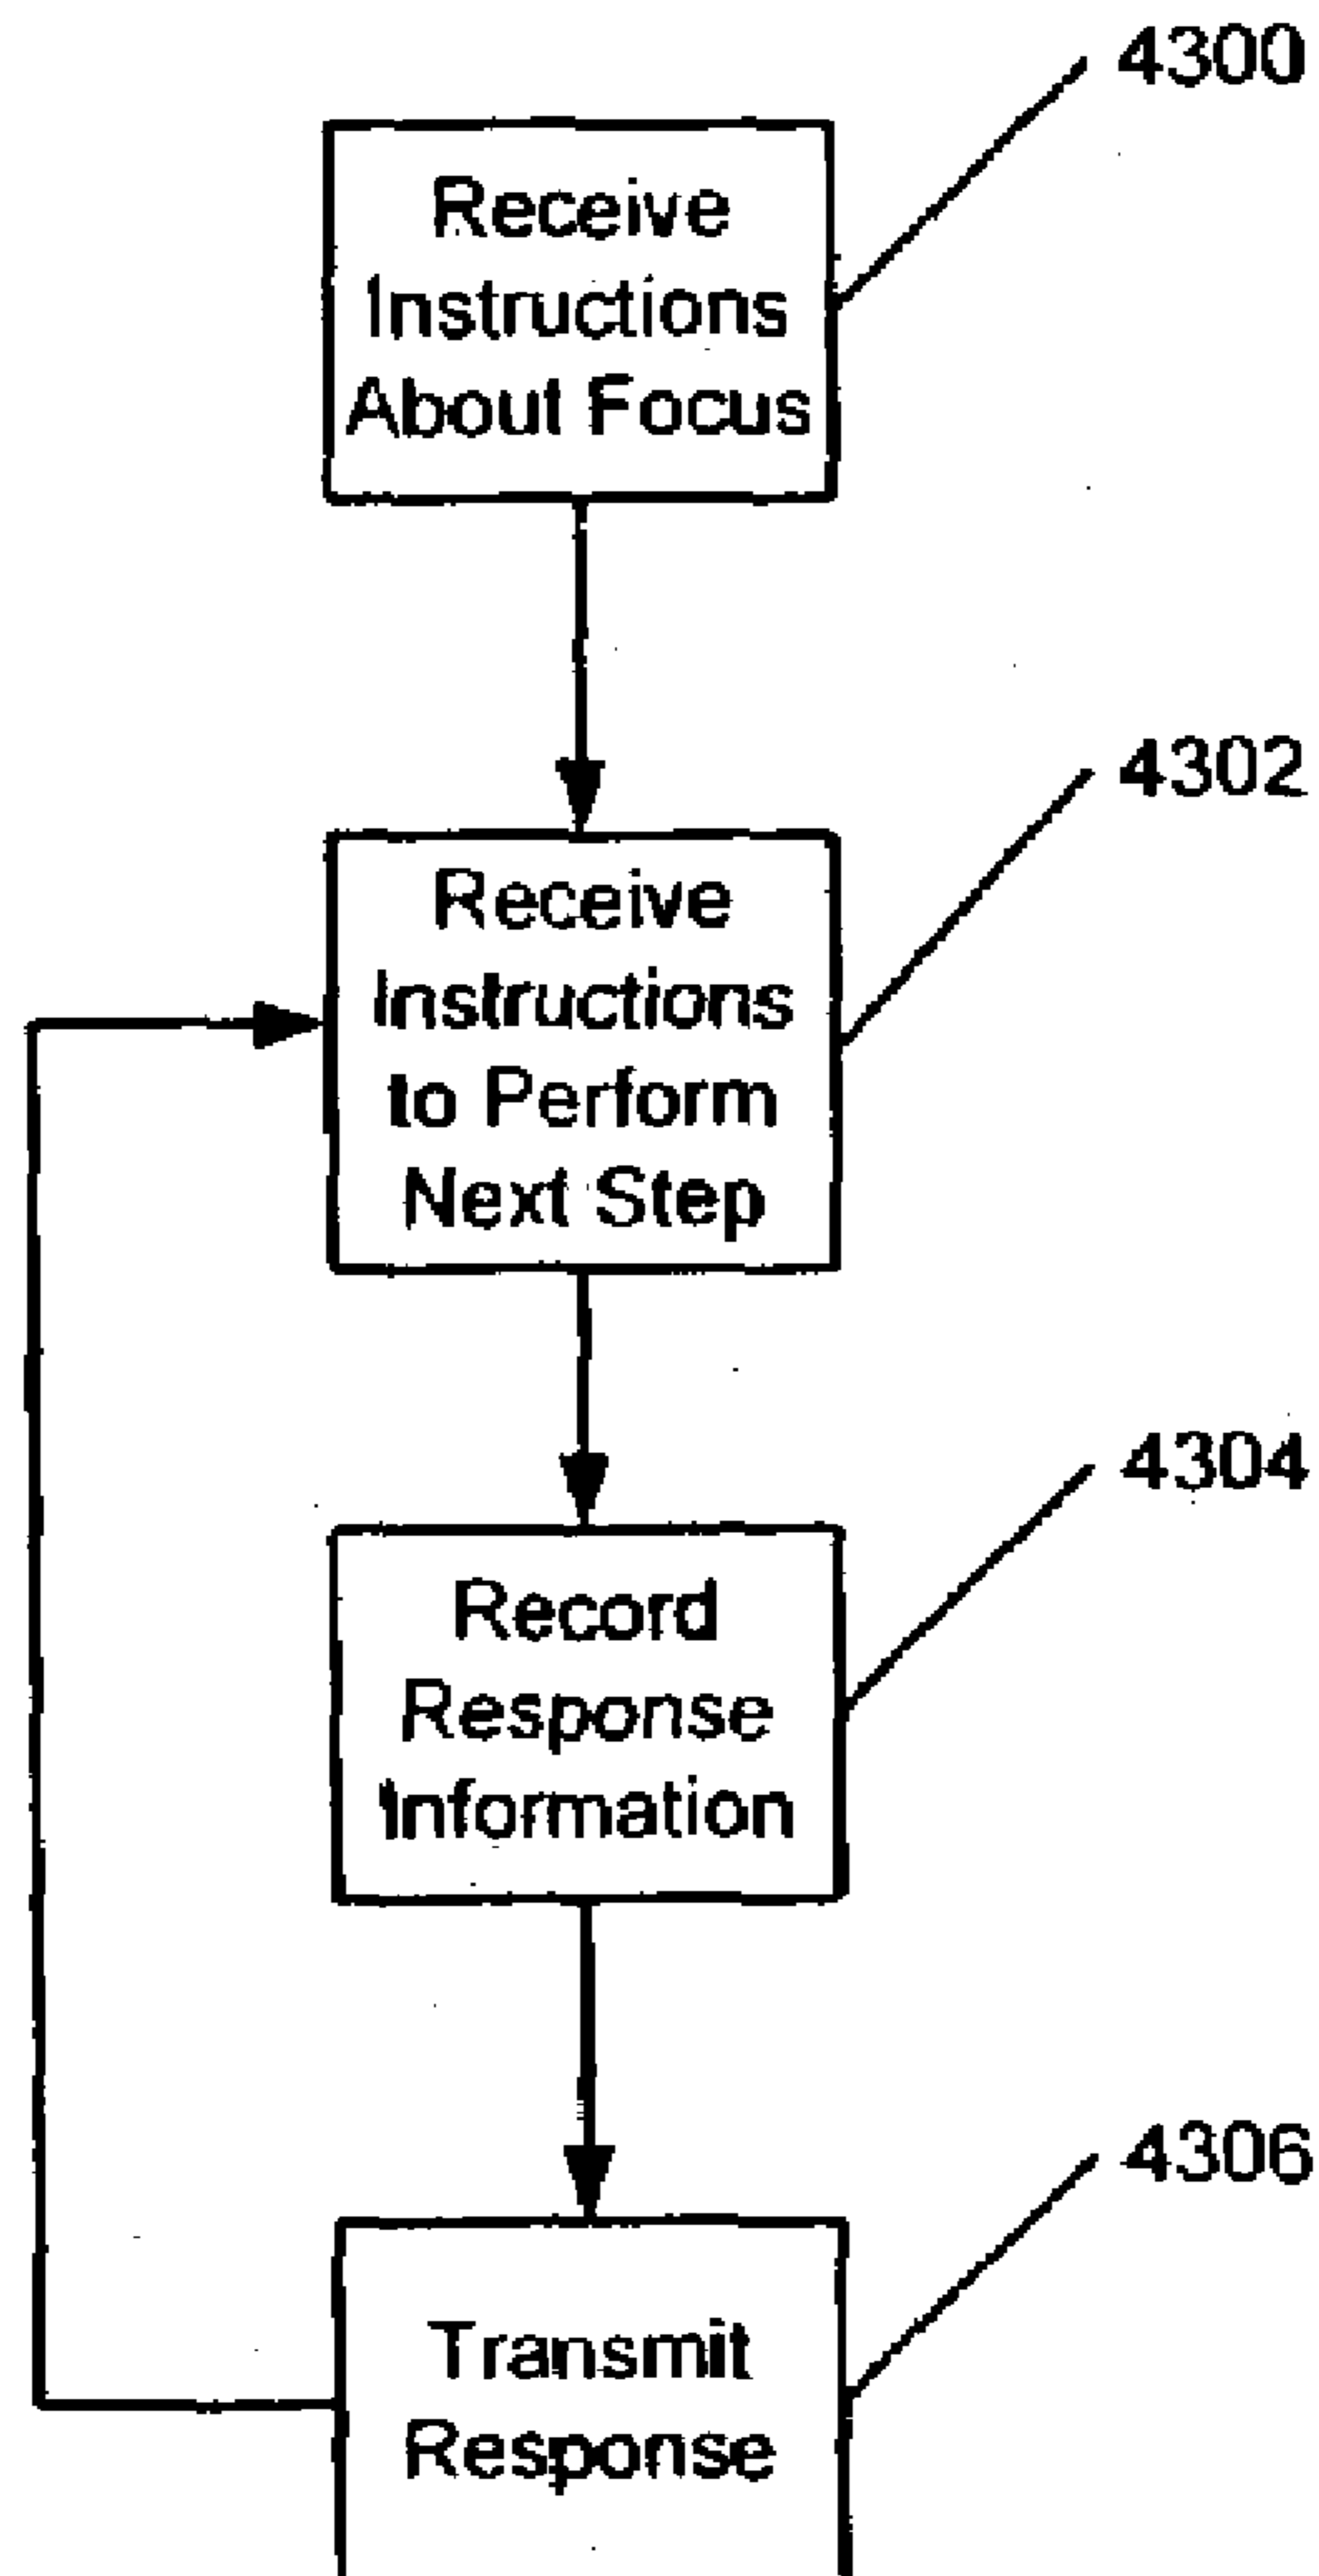 4300
Receive
Instructions
About Focus
4302
Receive
Instructions
to Perform
Next Step
4304
Record
Response
Information
4306
Transmit
Response